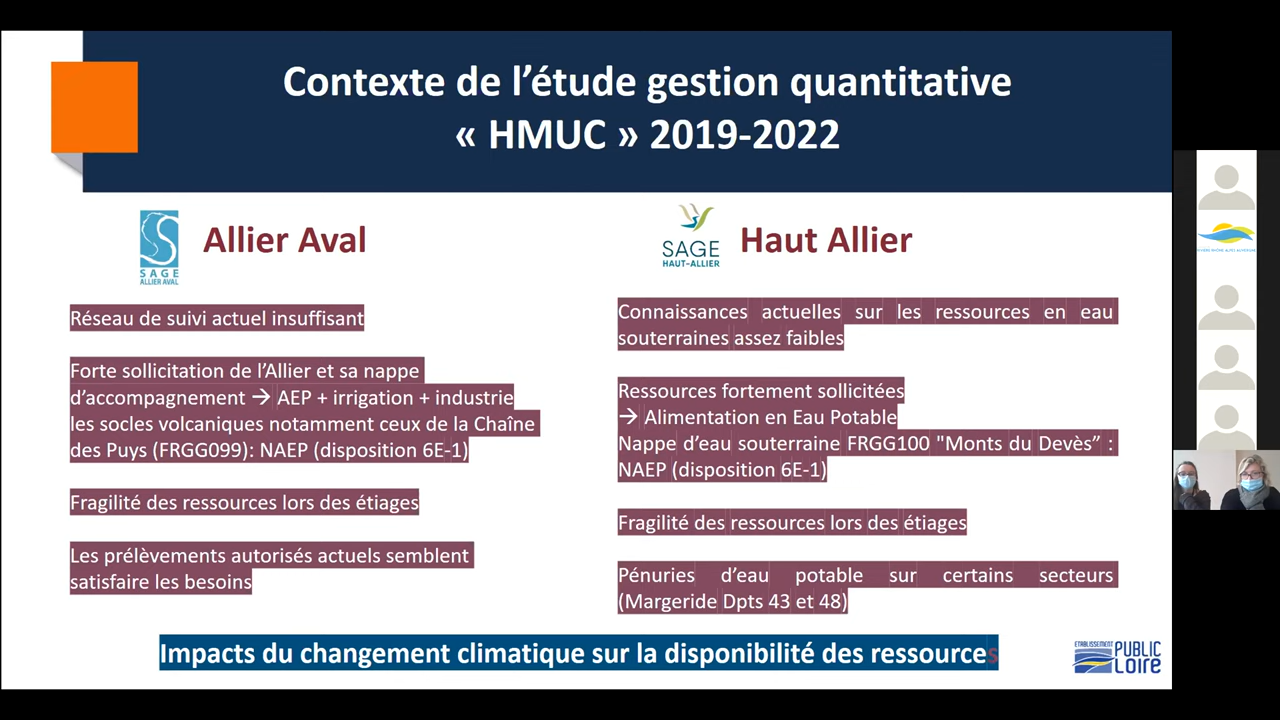 Contexte de l’étude gestion quantitative
« HMUC » 2019-2022
SAGE
ALLIER AVAL
Allier Aval
Réseau de suivi actuel insuffisant
Forte sollicitation de l’Allier et sa nappe
d’accompagnement → AEP + irrigation + industrie
les socles volcaniques notamment ceux de la Chaîne
des Puys (FRGG099): NAEP (disposition 6E-1)
Fragilité des ressources lors des étiages
Les prélèvements autorisés actuels semblent
satisfaire les besoins
SAGE
HAUT-ALLIER
Haut Allier
Connaissances actuelles sur les ressources en eau
souterraines assez faibles
Ressources fortement sollicitées
→ Alimentation en Eau Potable
Nappe d’eau souterraine FRGG100 "Monts du Devès” :
NAEP (disposition 6E-1)
Fragilité des ressources lors des étiages
Pénuries d’eau potable sur certains secteurs
(Margeride Dpts 43 et 48)
Impacts du changement climatique sur la disponibilité des ressources
ETABLISSEMENT
PUBLIC
LOIRE